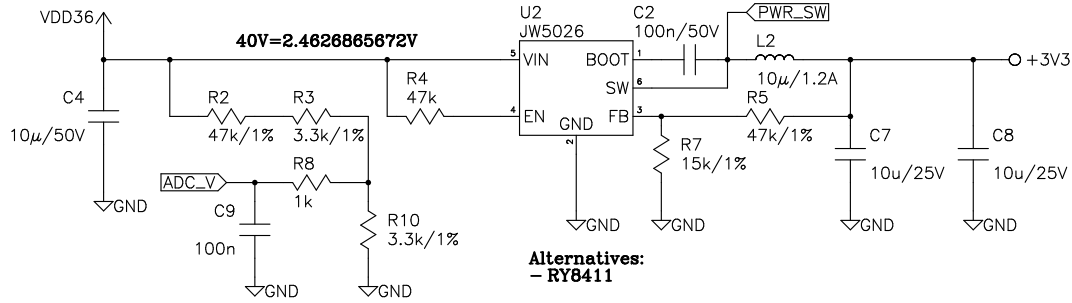 VDD36
40V=2.4626865672V
U2
JW5026
C2
100n/50V
PWR_SW
L2
10μ/1.2A
+3V3
5
VIN
BOOT
1
SW
6
4
EN
FB
3
GND
2
C4
10μ/50V
R2
47k/1%
R3
3.3k/1%
R4
47k
R5
47k/1%
R7
15k/1%
C7
10u/25V
C8
10u/25V
ADC_V
R8
1k
C9
100n
R10
3.3k/1%
GND
GND
GND
GND
GND
GND
GND
Alternatives:
– RY8411